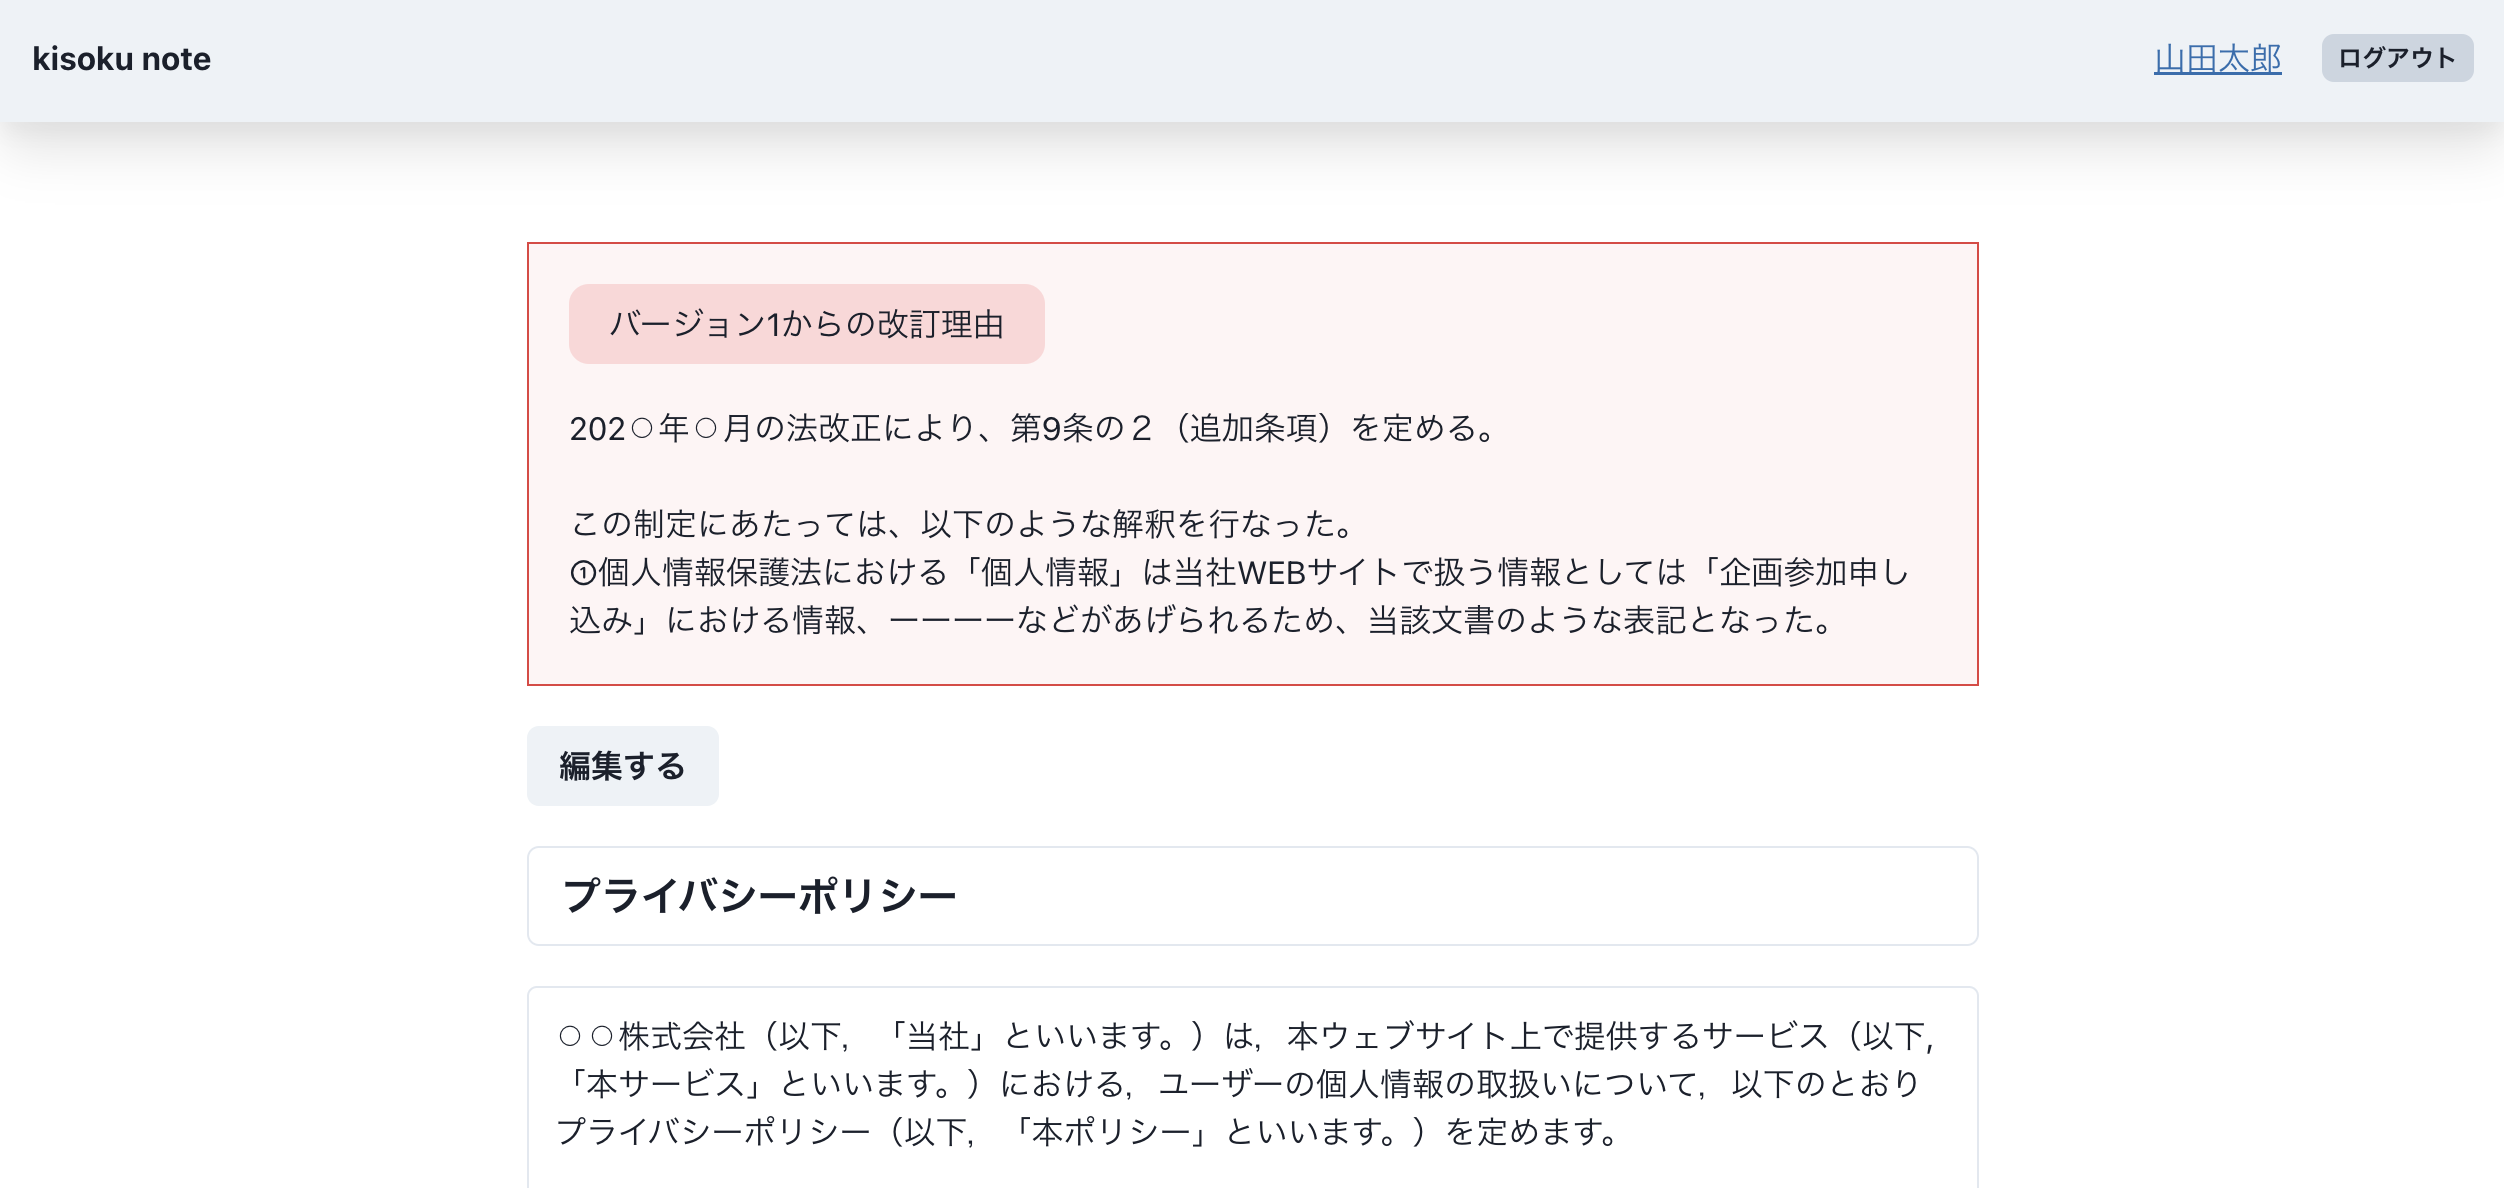 kisoku note
山田太郎
ログアウト
バージョン1からの改訂理由
202○年○月の法改正により、第9条の２（追加条項）を定める。
この制定にあたっては、以下のような解釈を行なった。
①個人情報保護法における「個人情報」は当社WEBサイトで扱う情報としては「企画参加申し
込み」における情報、ーーーーなどがあげられるため、当該文書のような表記となった。
編集する
プライバシーポリシー
○○株式会社（以下，「当社」といいます。）は，本ウェブサイト上で提供するサービス（以下,
「本サービス」といいます。）における，ユーザーの個人情報の取扱いについて，以下のとおり
プライバシーポリシー（以下，「本ポリシー」といいます。）を定めます。